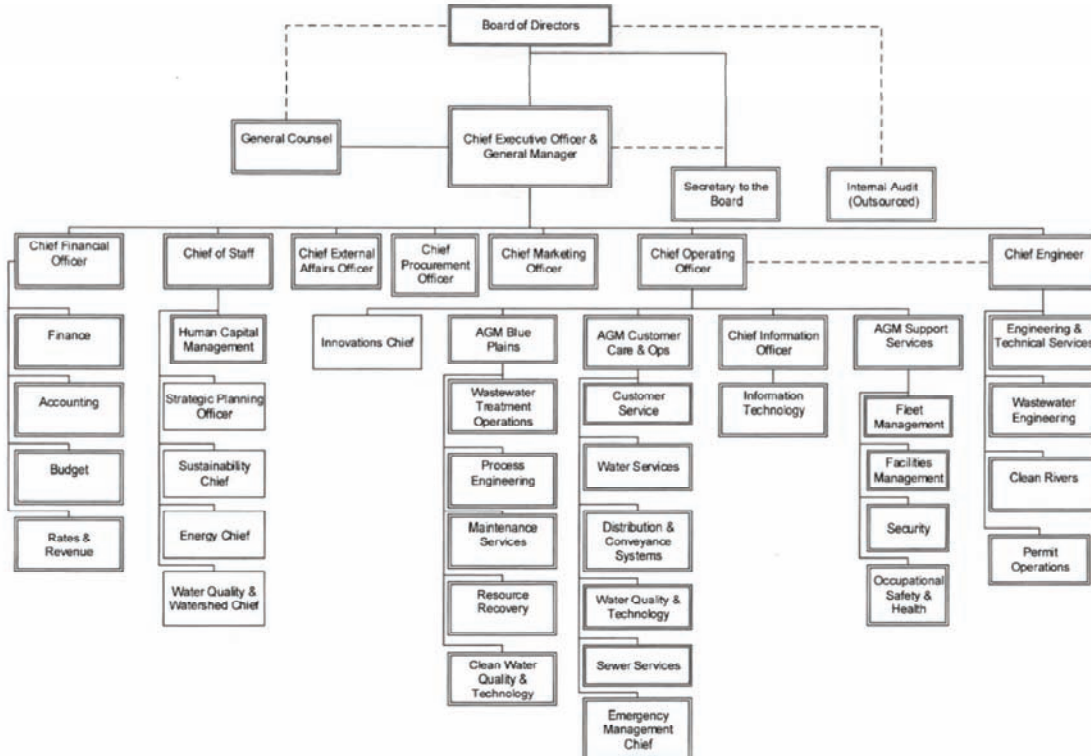 Board of Directors
General Counsel
Chief Executive Officer &
General Manager
Secretary to the
Board
Internal Audit
(Outsourced)
Chief Financial
Officer
Chief of Staff
Chief External
Affairs Officer
Chief
Procurement
Officer
Chief Marketing
Officer
Chief Operating
Officer
Chief Engineer
Finance
Accounting
Budget
Rates &
Revenue
Human Capital
Management
Strategic Planning
Officer
Sustainability
Chief
Energy Chief
Water Quality &
Watershed Chief
Innovations Chief
AGM Blue
Plains
Wastewater
Treatment
Operations
Process
Engineering
Maintenance
Services
Resource
Recovery
Clean Water
Quality &
Technology
AGM Customer
Care & Ops
Customer
Service
Water Services
Distribution &
Conveyance
Systems
Water Quality &
Technology
Sewer Services
Emergency
Management
Chief
Chief Information
Officer
Information
Technology
AGM Support
Services
Fleet
Management
Facilities
Management
Security
Occupational
Safety &
Health
Engineering &
Technical Services
Wastewater
Engineering
Clean Rivers
Permit
Operations